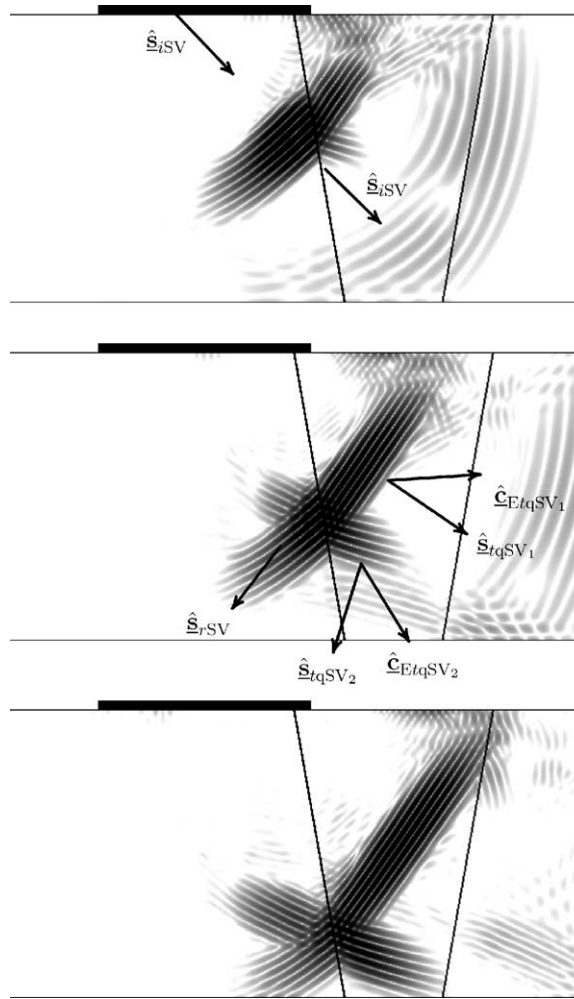 ŝ_iSV
ŝ_iSV
ĉ_EtqSV₁
ŝ_tqSV₁
ŝ_rSV
ŝ_tqSV₂
ĉ_EtqSV₂